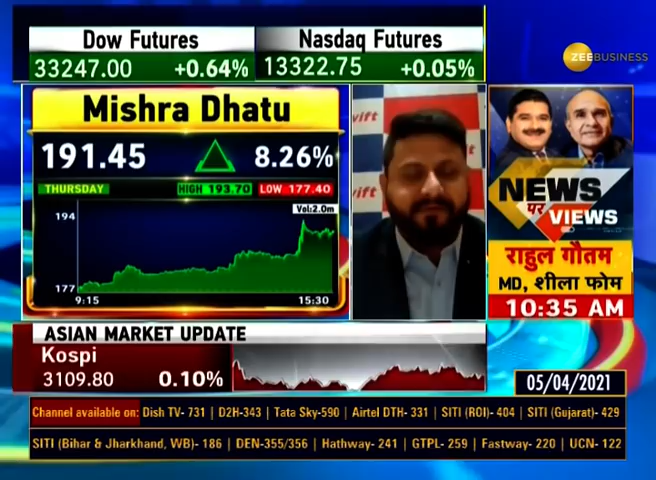 Dow Futures
33247.00 +0.64%
Nasdaq Futures
13322.75 +0.05%
ZEEBUSINESS
Mishra Dhatu
191.45 8.26%
THURSDAY HIGH 193.70 LOW 177.40
Vol:2.0m
194
177
9:15 15:30
wift
wift
NEWS
पर
VIEWS
राहुल गौतम
MD, शीला फोम
10:35 AM
ASIAN MARKET UPDATE
Kospi
3109.80 0.10%
05/04/2021
Channel available on: Dish TV- 731 | D2H-343 | Tata Sky-590 | Airtel DTH- 331 | SITI (ROI)- 404 | SITI (Gujarat)- 429
SITI (Bihar & Jharkhand, WB)- 186 | DEN-355/356 | Hathway- 241 | GTPL- 259 | Fastway- 220 | UCN- 122